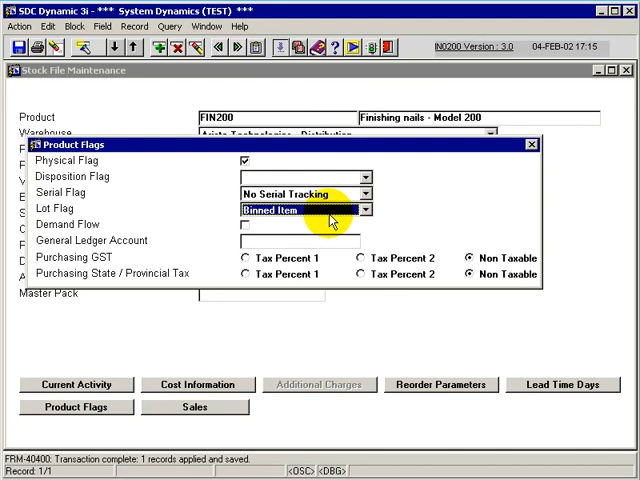 SDC Dynamic 3i - *** System Dynamics (TEST) ***
Action Edit Block Field Record Query Window Help
IN0200 Version : 3.0 04-FEB-02 17:15
Stock File Maintenance
Product FIN200 Finishing nails - Model 200
Warehouse
Product Flags
Physical Flag
Disposition Flag
Serial Flag No Serial Tracking
Lot Flag Binned Item
Demand Flow
General Ledger Account
Purchasing GST Tax Percent 1 Tax Percent 2 Non Taxable
Purchasing State / Provincial Tax Tax Percent 1 Tax Percent 2 Non Taxable
Master Pack
Current Activity Cost Information Additional Charges Reorder Parameters Lead Time Days
Product Flags Sales
FRM-40400: Transaction complete: 1 records applied and saved.
Record: 1/1 <OSC> <DBG>